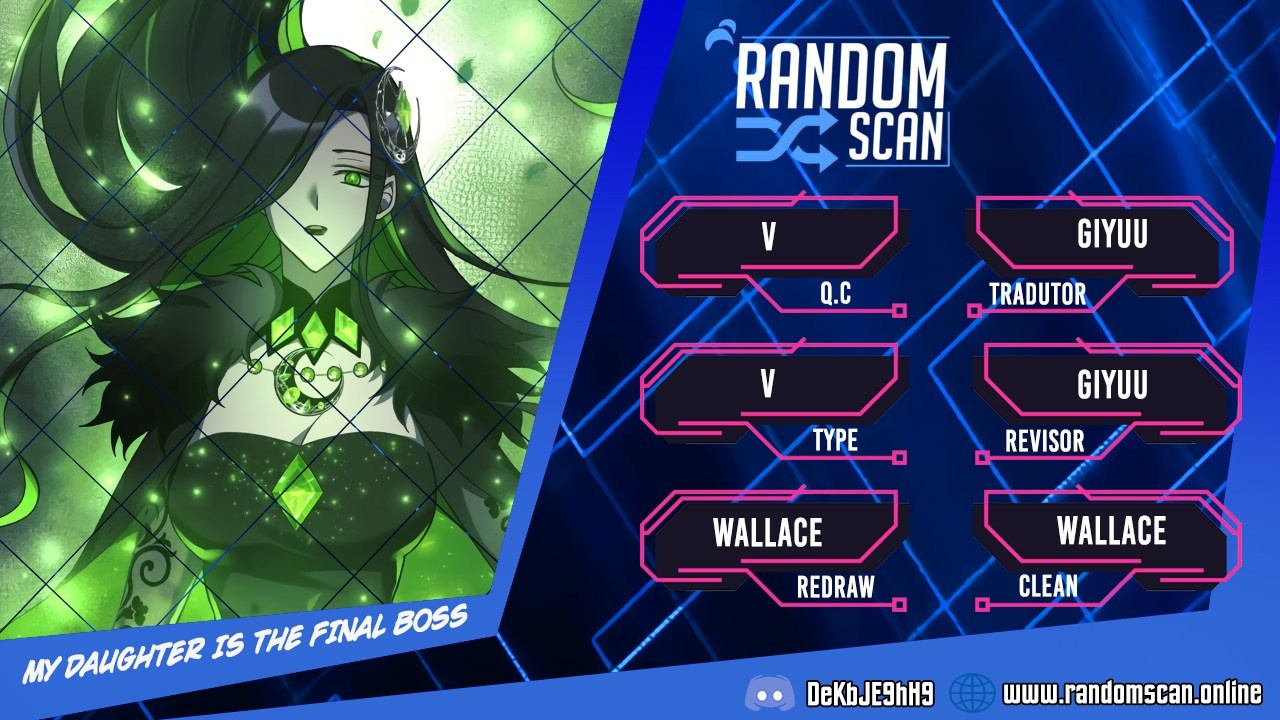 RANDOM
SCAN
V
Q.C
GIYUU
TRADUTOR
V
TYPE
GIYUU
REVISOR
WALLACE
REDRAW
WALLACE
CLEAN
MY DAUGHTER IS THE FINAL BOSS
DeKbJE9hH9
www.randomscan.online